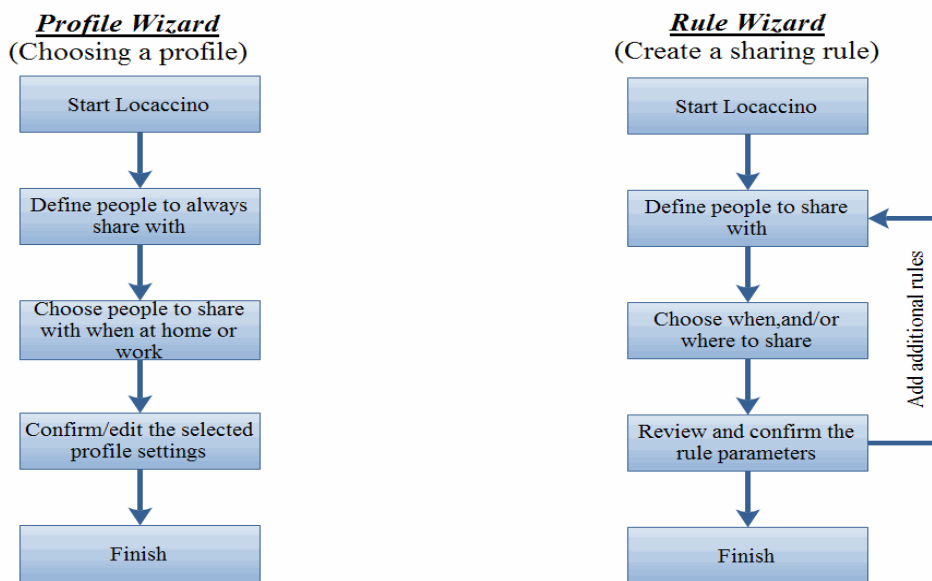 Profile Wizard
(Choosing a profile)
Start Locaccino
Define people to always
share with
Choose people to share
with when at home or
work
Confirm/edit the selected
profile settings
Finish
Rule Wizard
(Create a sharing rule)
Start Locaccino
Define people to share
with
Choose when,and/or
where to share
Review and confirm the
rule parameters
Finish
Add additional rules